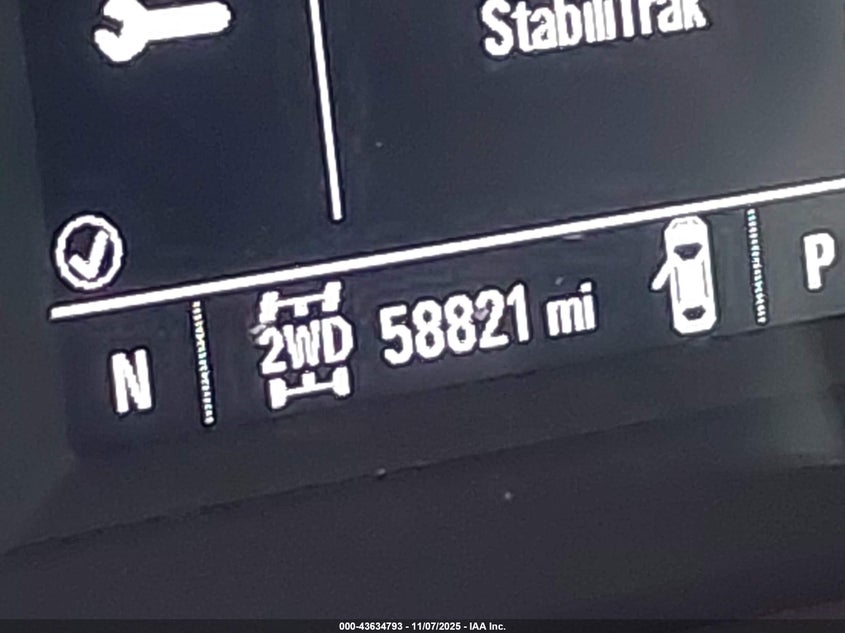 StabiliTrak
N 2WD 58821 mi P
000-43634793 - 11/07/2025 - IAA Inc.